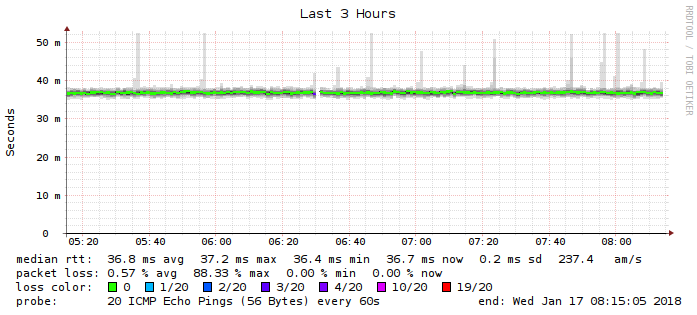 Last 3 Hours
RRDTOOL / TOBI OETIKER
Seconds
50 m
40 m
30 m
20 m
10 m
0
05:20 05:40 06:00 06:20 06:40 07:00 07:20 07:40 08:00
median rtt: 36.8 ms avg 37.2 ms max 36.4 ms min 36.7 ms now 0.2 ms sd 237.4 am/s
packet loss: 0.57 % avg 88.33 % max 0.00 % min 0.00 % now
loss color: 0 1/20 2/20 3/20 4/20 10/20 19/20
probe: 20 ICMP Echo Pings (56 Bytes) every 60s end: Wed Jan 17 08:15:05 2018